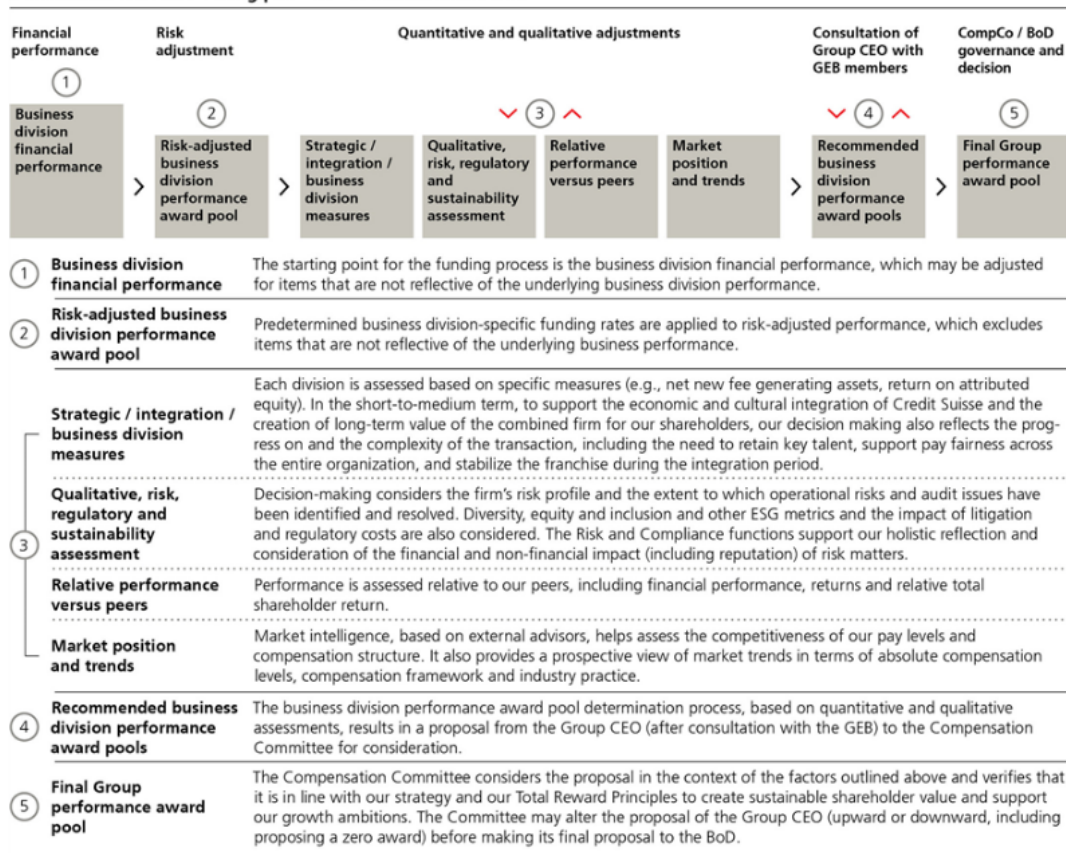 Financial performance
Risk adjustment
Quantitative and qualitative adjustments
Consultation of Group CEO with GEB members
CompCo / BoD governance and decision
1
2
3
4
5
Business division financial performance
Risk-adjusted business division performance award pool
Strategic / integration / business division measures
Qualitative, risk, regulatory and sustainability assessment
Relative performance versus peers
Market position and trends
Recommended business division performance award pools
Final Group performance award pool
1
Business division
financial performance
The starting point for the funding process is the business division financial performance, which may be adjusted
for items that are not reflective of the underlying business division performance.
2
Risk-adjusted business
division performance
award pool
Predetermined business division-specific funding rates are applied to risk-adjusted performance, which excludes
items that are not reflective of the underlying business performance.
3
Strategic / integration /
business division
measures
Each division is assessed based on specific measures (e.g., net new fee generating assets, return on attributed
equity). In the short-to-medium term, to support the economic and cultural integration of Credit Suisse and the
creation of long-term value of the combined firm for our shareholders, our decision making also reflects the prog-
ress on and the complexity of the transaction, including the need to retain key talent, support pay fairness across
the entire organization, and stabilize the franchise during the integration period.
Qualitative, risk,
regulatory and
sustainability
assessment
Decision-making considers the firm's risk profile and the extent to which operational risks and audit issues have
been identified and resolved. Diversity, equity and inclusion and other ESG metrics and the impact of litigation
and regulatory costs are also considered. The Risk and Compliance functions support our holistic reflection and
consideration of the financial and non-financial impact (including reputation) of risk matters.
Relative performance
versus peers
Performance is assessed relative to our peers, including financial performance, returns and relative total
shareholder return.
Market position
and trends
Market intelligence, based on external advisors, helps assess the competitiveness of our pay levels and
compensation structure. It also provides a prospective view of market trends in terms of absolute compensation
levels, compensation framework and industry practice.
4
Recommended business
division performance
award pools
The business division performance award pool determination process, based on quantitative and qualitative
assessments, results in a proposal from the Group CEO (after consultation with the GEB) to the Compensation
Committee for consideration.
5
Final Group
performance award
pool
The Compensation Committee considers the proposal in the context of the factors outlined above and verifies that
it is in line with our strategy and our Total Reward Principles to create sustainable shareholder value and support
our growth ambitions. The Committee may alter the proposal of the Group CEO (upward or downward, including
proposing a zero award) before making its final proposal to the BoD.